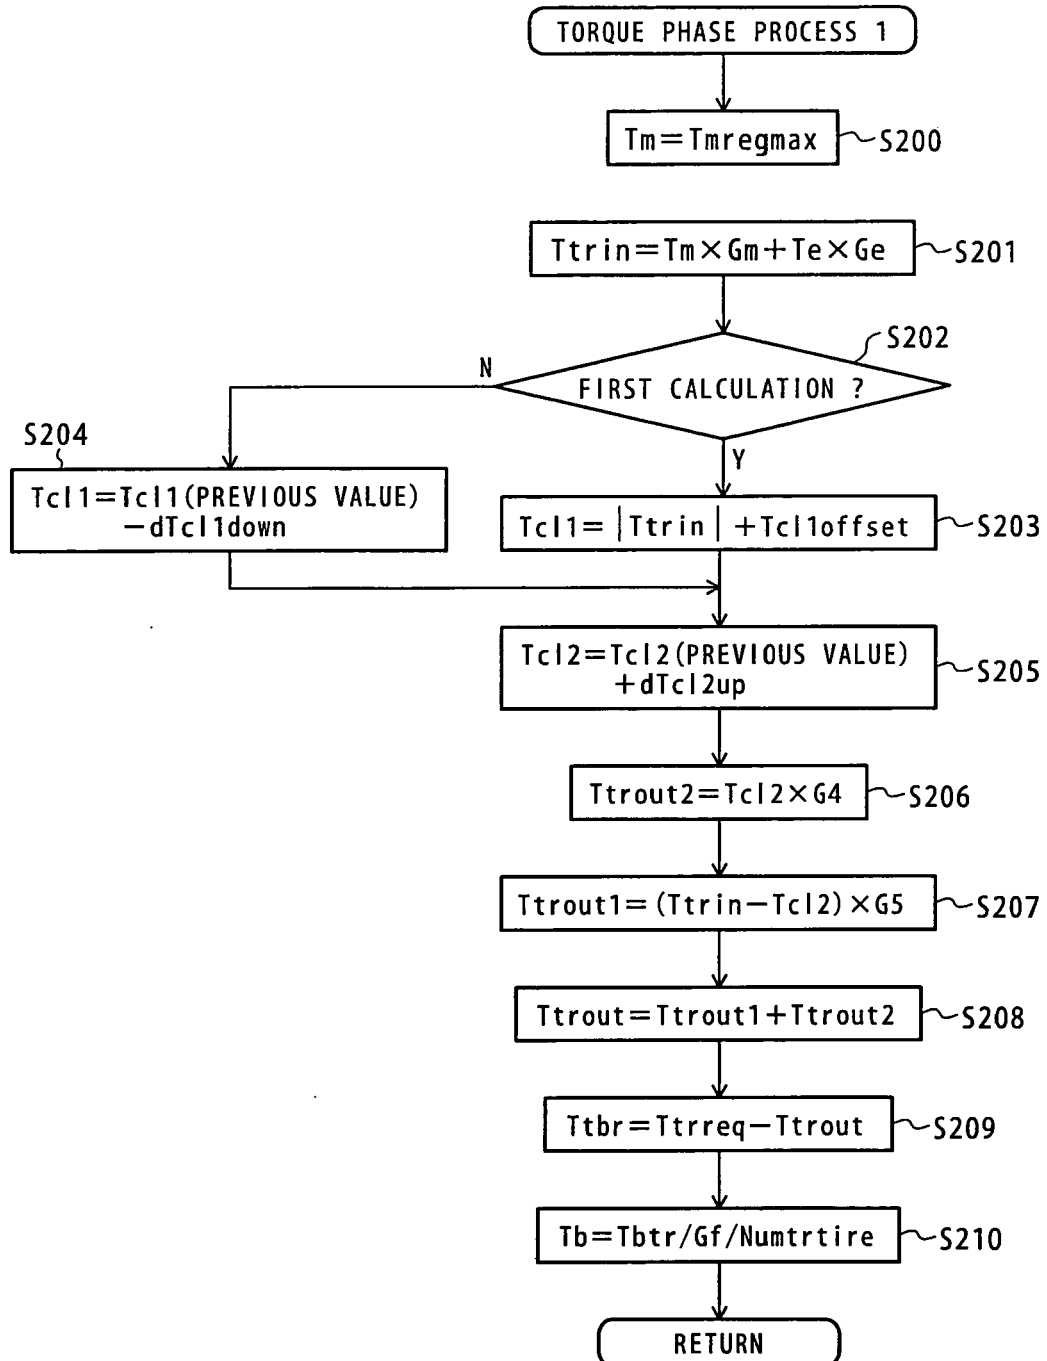 TORQUE PHASE PROCESS 1
Tm=Tmregmax
S200
Ttrin=Tm×Gm+Te×Ge
S201
S202
FIRST CALCULATION ?
N
Y
S204
Tcl1=Tcl1(PREVIOUS VALUE)
−dTcl1down
Tcl1=|Ttrin|+Tcl1offset
S203
Tcl2=Tcl2(PREVIOUS VALUE)
+dTcl2up
S205
Ttrout2=Tcl2×G4
S206
Ttrout1=(Ttrin−Tcl2)×G5
S207
Ttrout=Ttrout1+Ttrout2
S208
Ttbr=Ttrreq−Ttrout
S209
Tb=Tbtr/Gf/Numtrtire
S210
RETURN